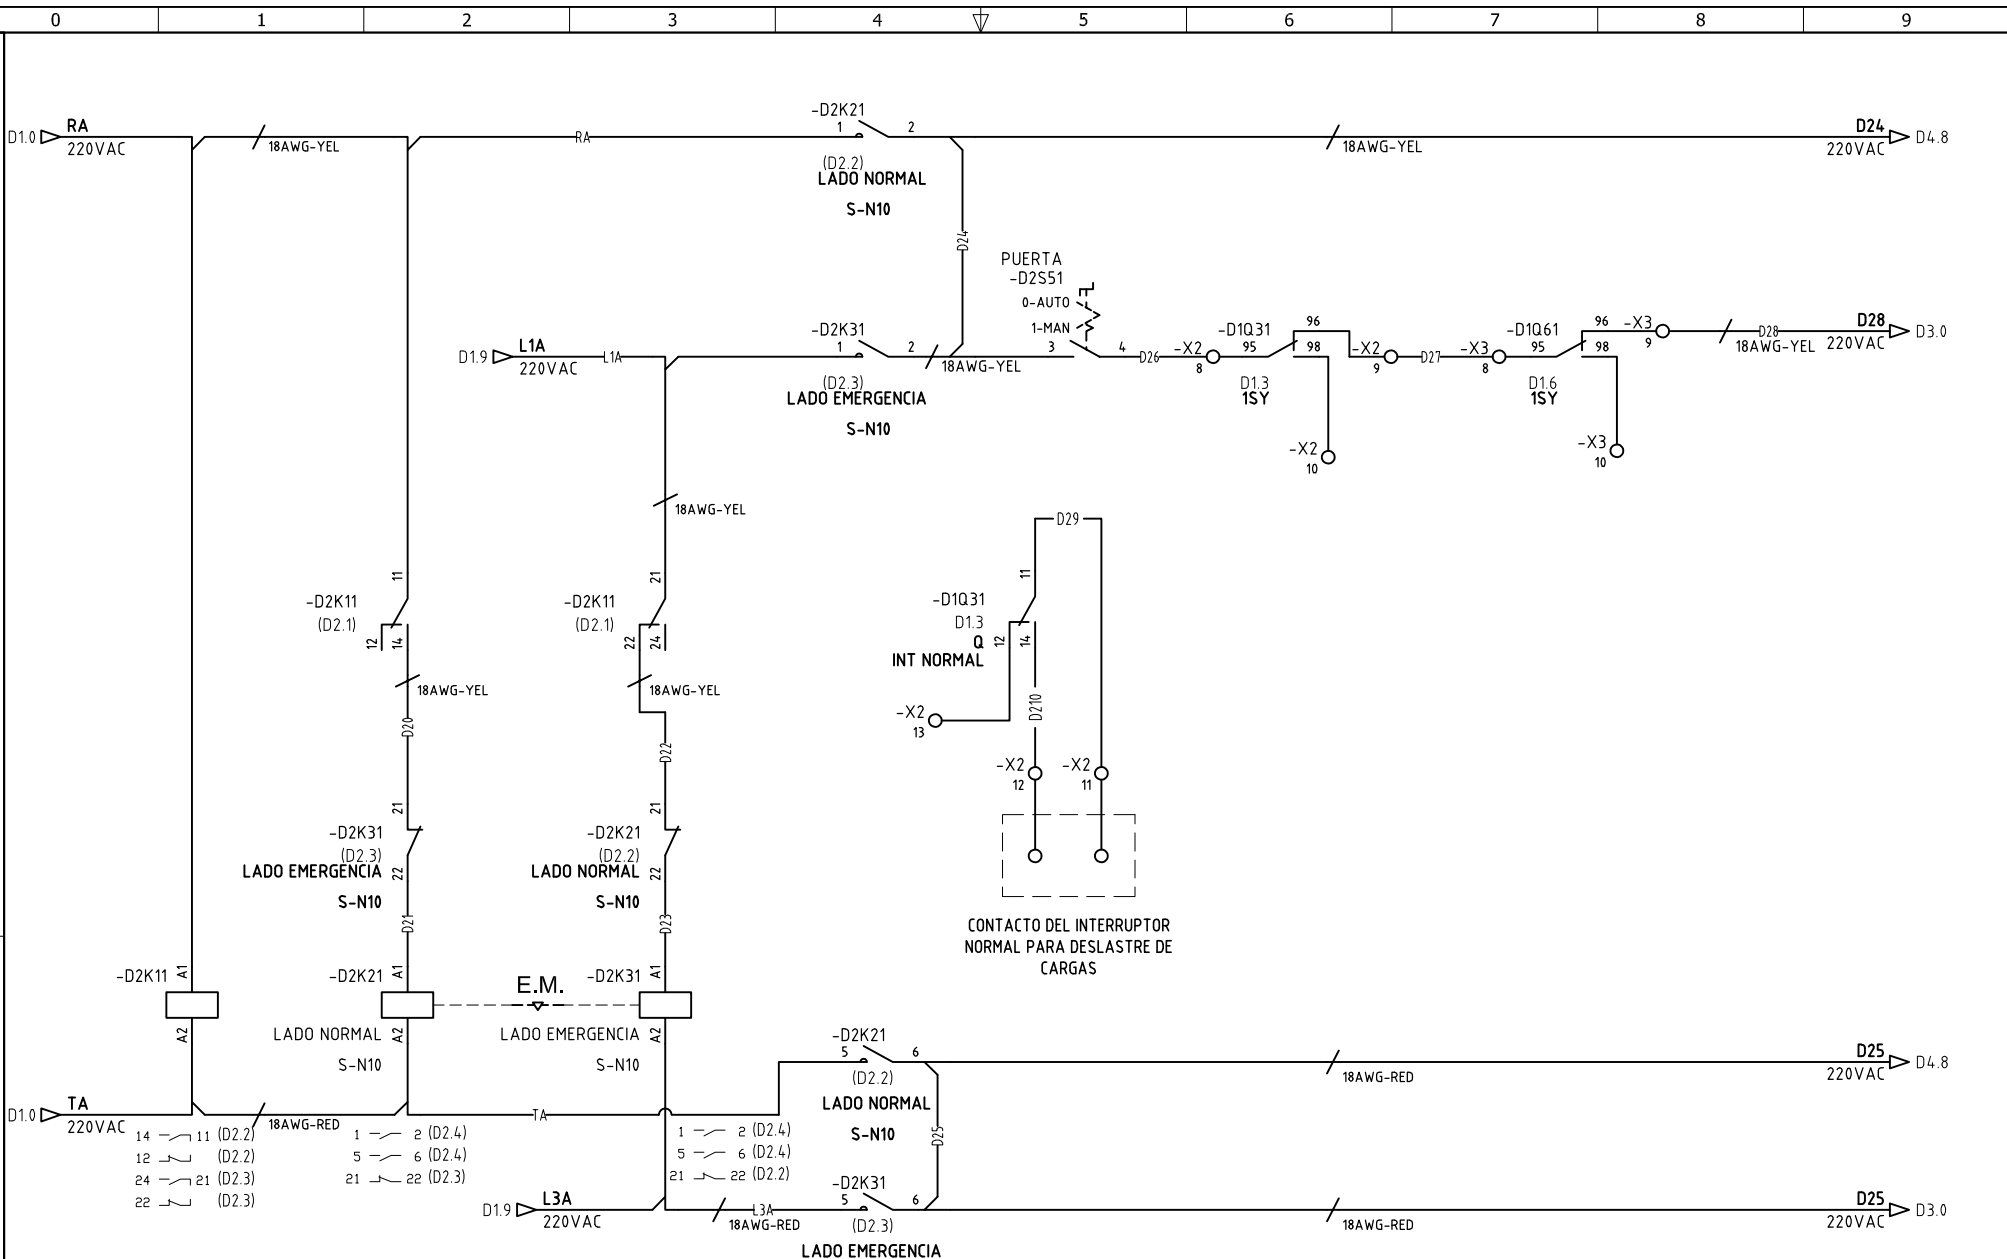 0 1 2 3 4 5 6 7 8 9
-D2K21
D1.0 RA 1 2 D24 D4.8
220VAC 18AWG-YEL RA 18AWG-YEL 220VAC
(D2.2)
LADO NORMAL
S-N10
D24
PUERTA
-D2S51
0-AUTO
1-MAN
-D2K31 -D1Q31 96 -D1Q61 96 -X3 D28
D1.9 L1A L1A 1 2 3 4 D26 -X2 95 98 -X2 D27 -X3 95 98 9 D28 D3.0
220VAC 18AWG-YEL 8 9 8 18AWG-YEL 220VAC
(D2.3) D1.3 D1.6
LADO EMERGENCIA 1SY 1SY
S-N10
-X2 -X3
10 10
18AWG-YEL
D29
11 21 11
-D2K11 -D2K11 -D1Q31
(D2.1) (D2.1) D1.3
12 14 22 24 Q 12 14
INT NORMAL
18AWG-YEL 18AWG-YEL
D20 D22 -X2 D210
13
-X2 -X2
12 11
21 21
-D2K31 -D2K21
(D2.3) (D2.2)
LADO EMERGENCIA 22 LADO NORMAL 22
S-N10 S-N10
D21 D23
CONTACTO DEL INTERRUPTOR
NORMAL PARA DESLASTRE DE
CARGAS
-D2K11 A1 -D2K21 A1 E.M. -D2K31 A1
A2 LADO NORMAL A2 LADO EMERGENCIA A2
S-N10 S-N10
-D2K21
5 6 D25 D4.8
(D2.2) 18AWG-RED 220VAC
LADO NORMAL
S-N10
D1.0 TA TA
220VAC 18AWG-RED
14 11 (D2.2) 1 2 (D2.4) 1 2 (D2.4)
12 (D2.2) 5 6 (D2.4) 5 6 (D2.4)
24 21 (D2.3) 21 22 (D2.3) 21 22 (D2.2)
22 (D2.3)
D25
-D2K31
D1.9 L3A L3A 5 6 D25 D3.0
220VAC 18AWG-RED (D2.3) 18AWG-RED 220VAC
LADO EMERGENCIA